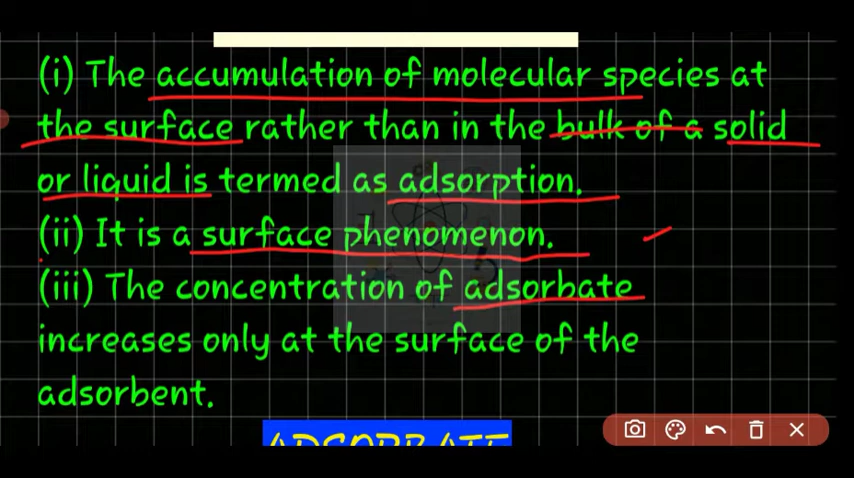 (i) The accumulation of molecular species at
the surface rather than in the bulk of a solid
or liquid is termed as adsorption.
(ii) It is a surface phenomenon.
(iii) The concentration of adsorbate
increases only at the surface of the
adsorbent.
ADSORBATE